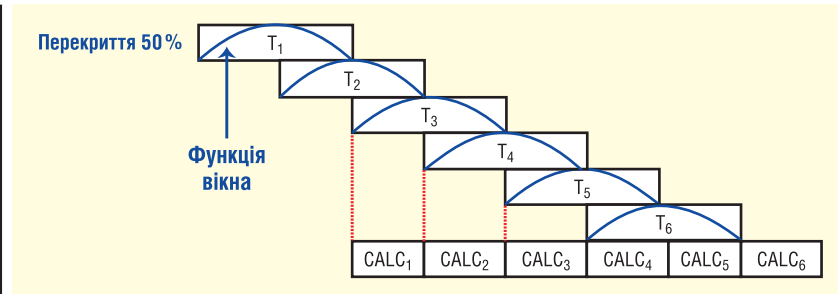 Перекриття 50%
T₁
T₂
T₃
T₄
T₅
T₆
Функція
вікна
CALC₁ CALC₂ CALC₃ CALC₄ CALC₅ CALC₆